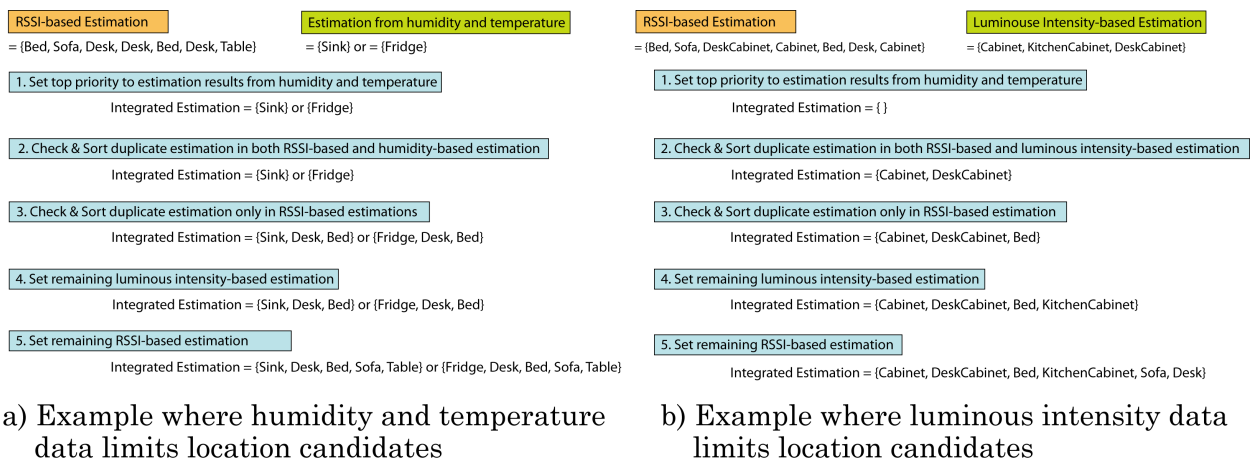 RSSI-based Estimation
Estimation from humidity and temperature
= {Bed, Sofa, Desk, Desk, Bed, Desk, Table}
= {Sink} or = {Fridge}
1. Set top priority to estimation results from humidity and temperature
Integrated Estimation = {Sink} or {Fridge}
2. Check & Sort duplicate estimation in both RSSI-based and humidity-based estimation
Integrated Estimation = {Sink} or {Fridge}
3. Check & Sort duplicate estimation only in RSSI-based estimations
Integrated Estimation = {Sink, Desk, Bed} or {Fridge, Desk, Bed}
4. Set remaining luminous intensity-based estimation
Integrated Estimation = {Sink, Desk, Bed} or {Fridge, Desk, Bed}
5. Set remaining RSSI-based estimation
Integrated Estimation = {Sink, Desk, Bed, Sofa, Table} or {Fridge, Desk, Bed, Sofa, Table}
a) Example where humidity and temperature
data limits location candidates
RSSI-based Estimation
Luminouse Intensity-based Estimation
= {Bed, Sofa, DeskCabinet, Cabinet, Bed, Desk, Cabinet}
= {Cabinet, KitchenCabinet, DeskCabinet}
1. Set top priority to estimation results from humidity and temperature
Integrated Estimation = { }
2. Check & Sort duplicate estimation in both RSSI-based and luminous intensity-based estimation
Integrated Estimation = {Cabinet, DeskCabinet}
3. Check & Sort duplicate estimation only in RSSI-based estimation
Integrated Estimation = {Cabinet, DeskCabinet, Bed}
4. Set remaining luminous intensity-based estimation
Integrated Estimation = {Cabinet, DeskCabinet, Bed, KitchenCabinet}
5. Set remaining RSSI-based estimation
Integrated Estimation = {Cabinet, DeskCabinet, Bed, KitchenCabinet, Sofa, Desk}
b) Example where luminous intensity data
limits location candidates